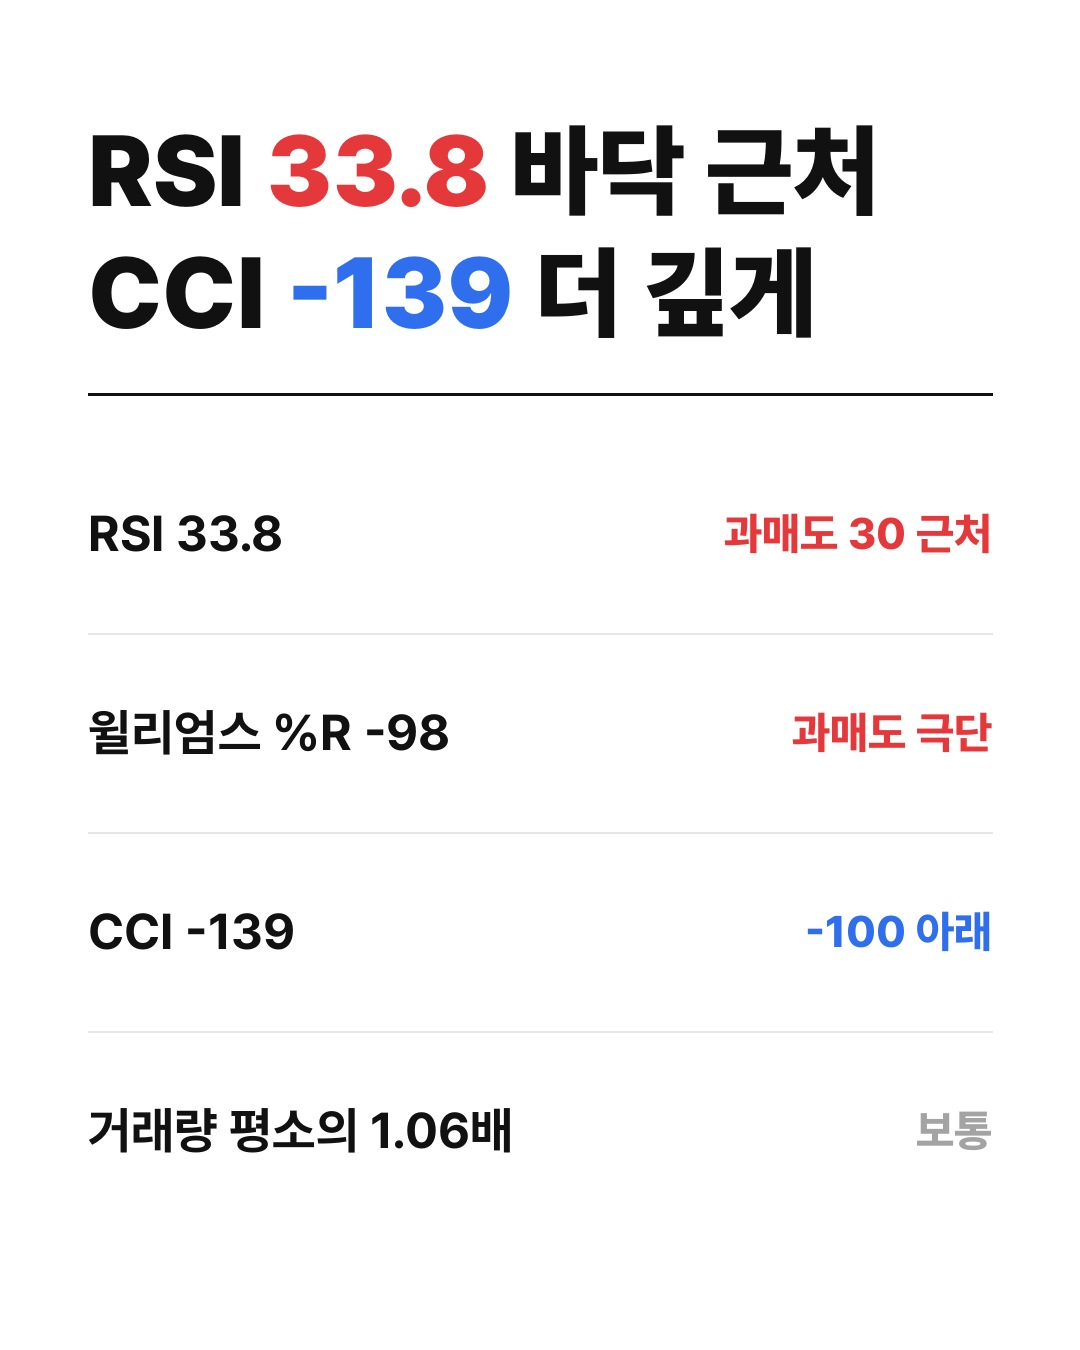 RSI 33.8 바닥 근처
CCI -139 더 깊게
RSI 33.8 과매도 30 근처
윌리엄스 %R -98 과매도 극단
CCI -139 -100 아래
거래량 평소의 1.06배 보통